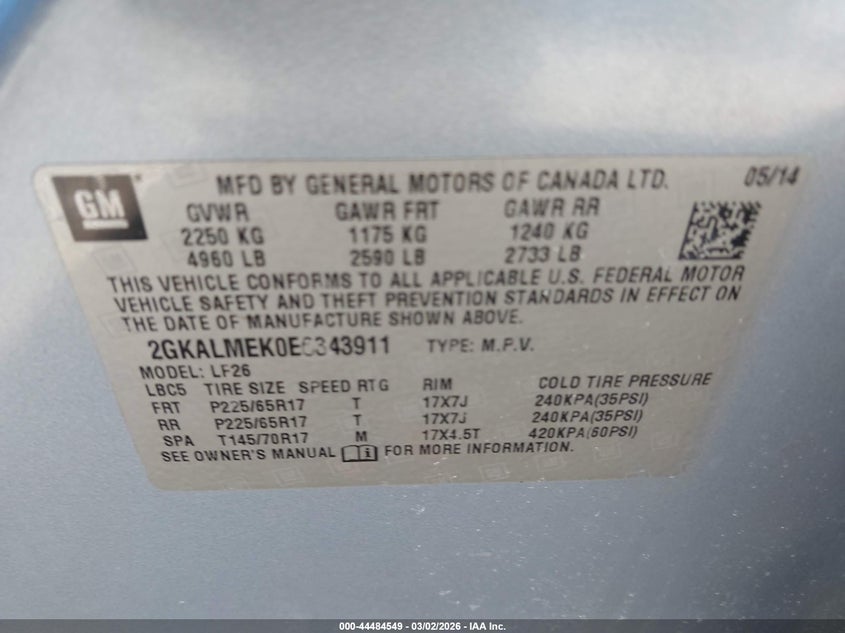 GM
MFD BY GENERAL MOTORS OF CANADA LTD. 05/14
GVWR GAWR FRT GAWR RR
2250 KG 1175 KG 1240 KG
4960 LB 2590 LB 2733 LB
THIS VEHICLE CONFORMS TO ALL APPLICABLE U.S. FEDERAL MOTOR
VEHICLE SAFETY AND THEFT PREVENTION STANDARDS IN EFFECT ON
THE DATE OF MANUFACTURE SHOWN ABOVE.
2GKALMEK0E6343911 TYPE: M.P.V.
MODEL: LF26
LBC5 TIRE SIZE SPEED RTG RIM COLD TIRE PRESSURE
FRT P225/65R17 T 17X7J 240KPA(35PSI)
RR P225/65R17 T 17X7J 240KPA(35PSI)
SPA T145/70R17 M 17X4.5T 420KPA(60PSI)
SEE OWNER'S MANUAL FOR MORE INFORMATION.
000-44484549 — 03/02/2026 — IAA Inc.